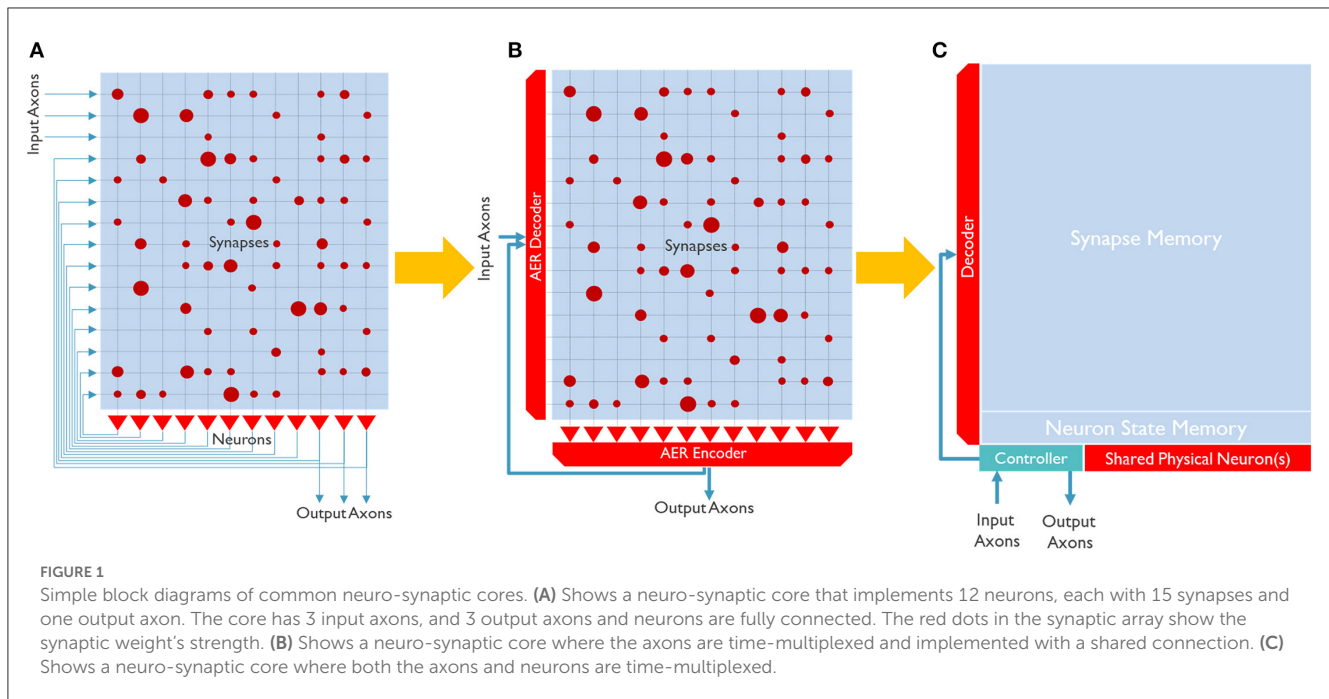 A
Input Axons
Synapses
Neurons
Output Axons
B
Input Axons
AER Decoder
Synapses
AER Encoder
Output Axons
C
Decoder
Synapse Memory
Neuron State Memory
Controller
Shared Physical Neuron(s)
Input
Axons
Output
Axons
FIGURE 1
Simple block diagrams of common neuro-synaptic cores. (A) Shows a neuro-synaptic core that implements 12 neurons, each with 15 synapses and
one output axon. The core has 3 input axons, and 3 output axons and neurons are fully connected. The red dots in the synaptic array show the
synaptic weight's strength. (B) Shows a neuro-synaptic core where the axons are time-multiplexed and implemented with a shared connection. (C)
Shows a neuro-synaptic core where both the axons and neurons are time-multiplexed.